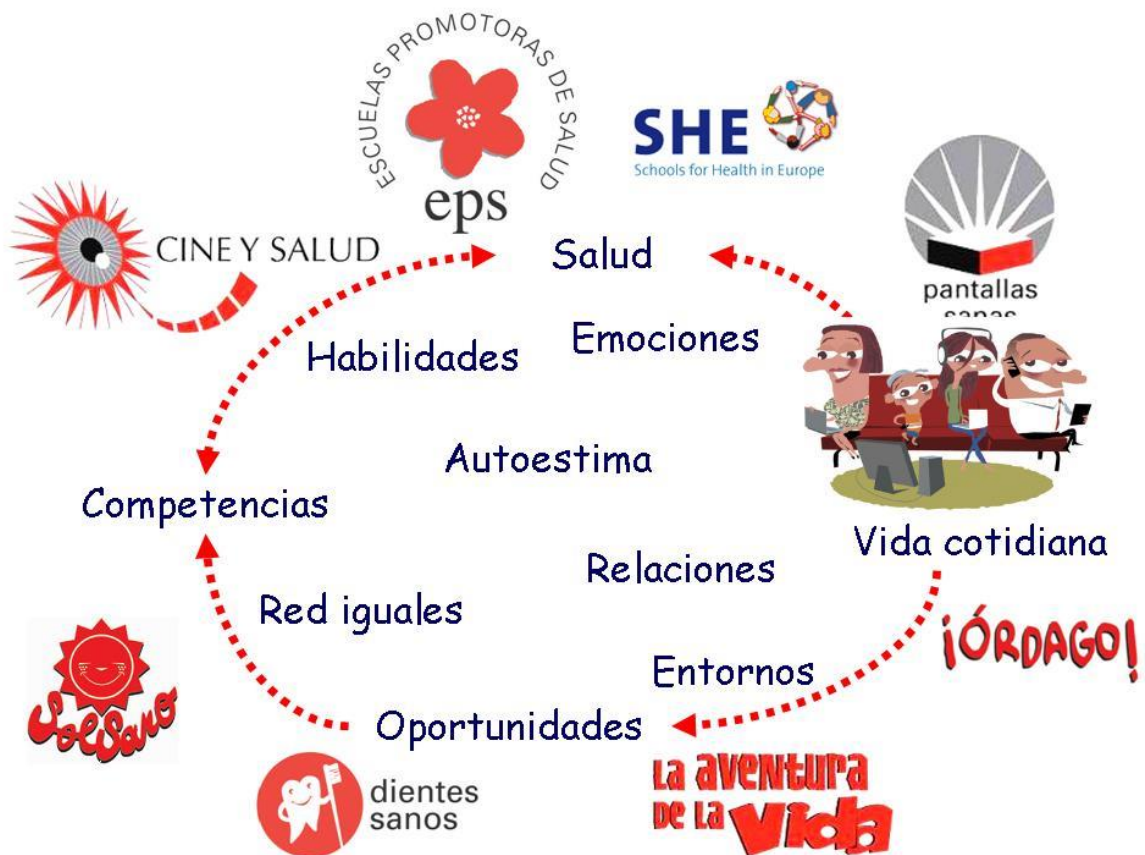 ESCUELAS PROMOTORAS DE SALUD
eps
SHE
Schools for Health in Europe
CINE Y SALUD
pantallas
sanas
Salud
Emociones
Habilidades
Autoestima
Competencias
Vida cotidiana
Relaciones
Red iguales
¡ÓRDAGO!
Entornos
SolSano
Oportunidades
dientes
sanos
La aventura
de la vida